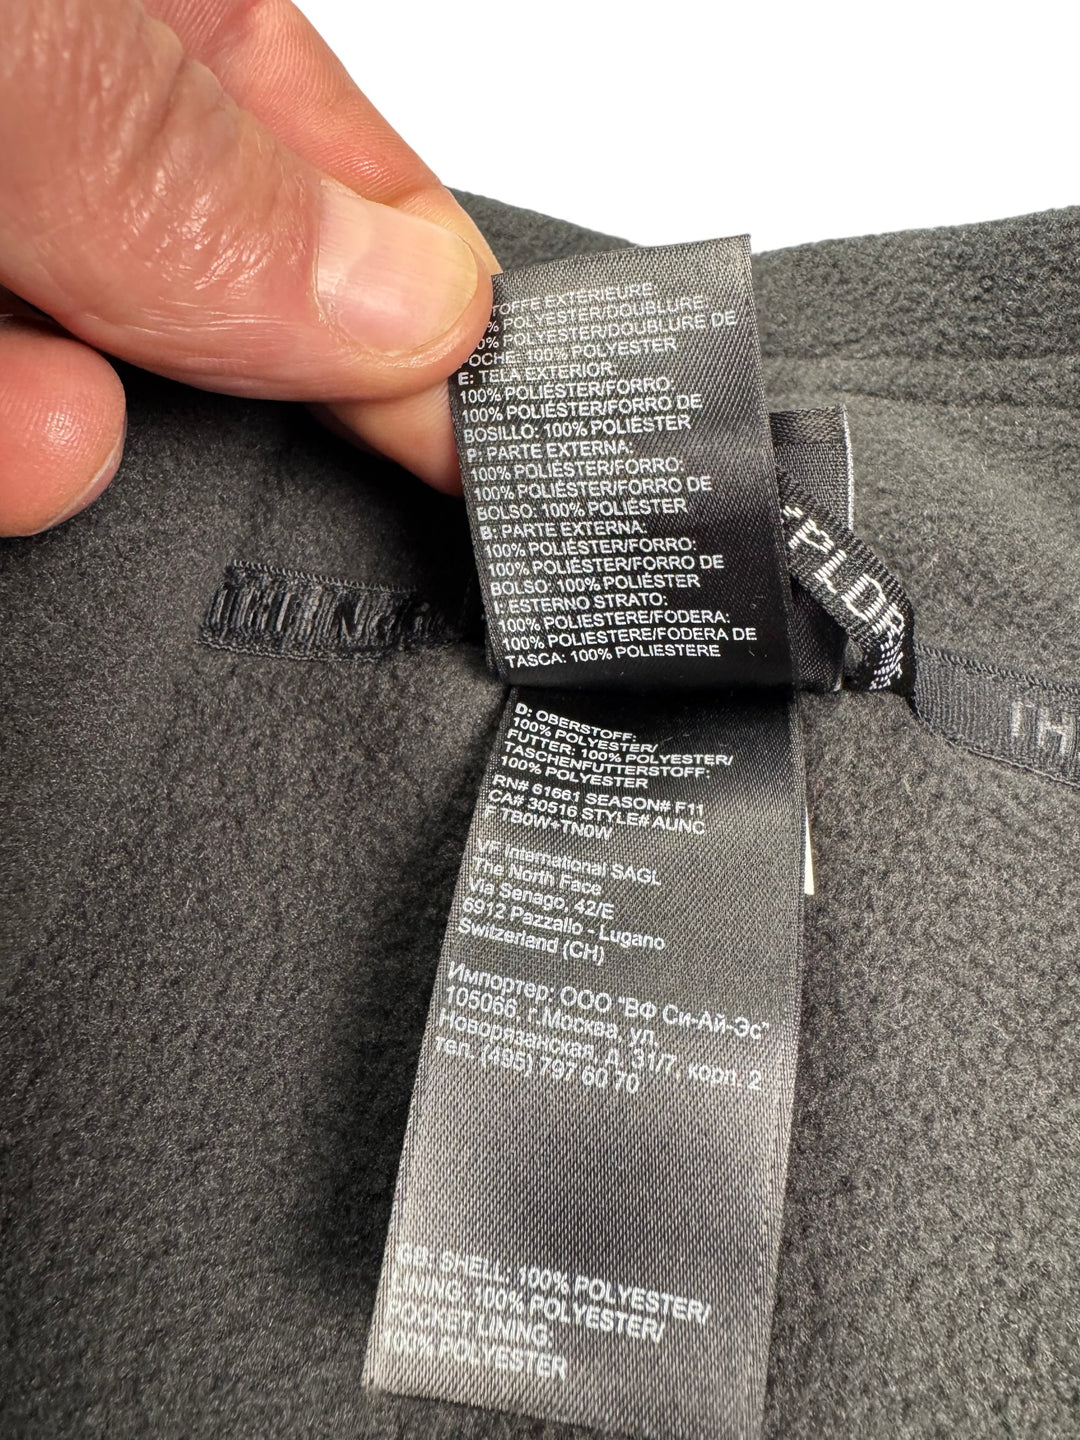 TOFFE EXTERIEURE
% POLYESTER/DOUBLURE
0% POLYESTER/DOUBLURE DE
POCHE: 100% POLYESTER
E: TELA EXTERIOR:
100% POLIÉSTER/FORRO:
100% POLIÉSTER/FORRO DE
BOSILLO: 100% POLIÉSTER
P: PARTE EXTERNA:
100% POLIÉSTER/FORRO:
100% POLIÉSTER/FORRO DE
BOLSO: 100% POLIÉSTER
B: PARTE EXTERNA:
100% POLIÉSTER/FORRO:
100% POLIÉSTER/FORRO DE
BOLSO: 100% POLIÉSTER
I: ESTERNO STRATO:
100% POLIESTERE/FODERA:
100% POLIESTERE/FODERA DE
TASCA: 100% POLIESTERE
D: OBERSTOFF:
100% POLYESTER/
FUTTER: 100% POLYESTER/
TASCHENFUTTERSTOFF:
100% POLYESTER
RN# 61661 SEASON# F11
CA# 30516 STYLE# AUNC
F TB0W+TN0W
VF International SAGL
The North Face
Via Senago, 42/E
6912 Pazzallo - Lugano
Switzerland (CH)
Импортер: ООО "ВФ Си-Ай-Эс"
105066, г.Москва, ул.
Новорязанская, д. 31/7, корп. 2
тел. (495) 797 60 70
GB: SHELL: 100% POLYESTER/
LINING: 100% POLYESTER/
POCKET LINING:
100% POLYESTER